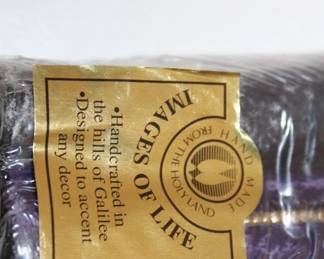 HAND MADE
FROM THE HOLYLAND
IMAGES OF LIFE
•Handcrafted in
the hills of Galilee
•Designed to accent
any decor